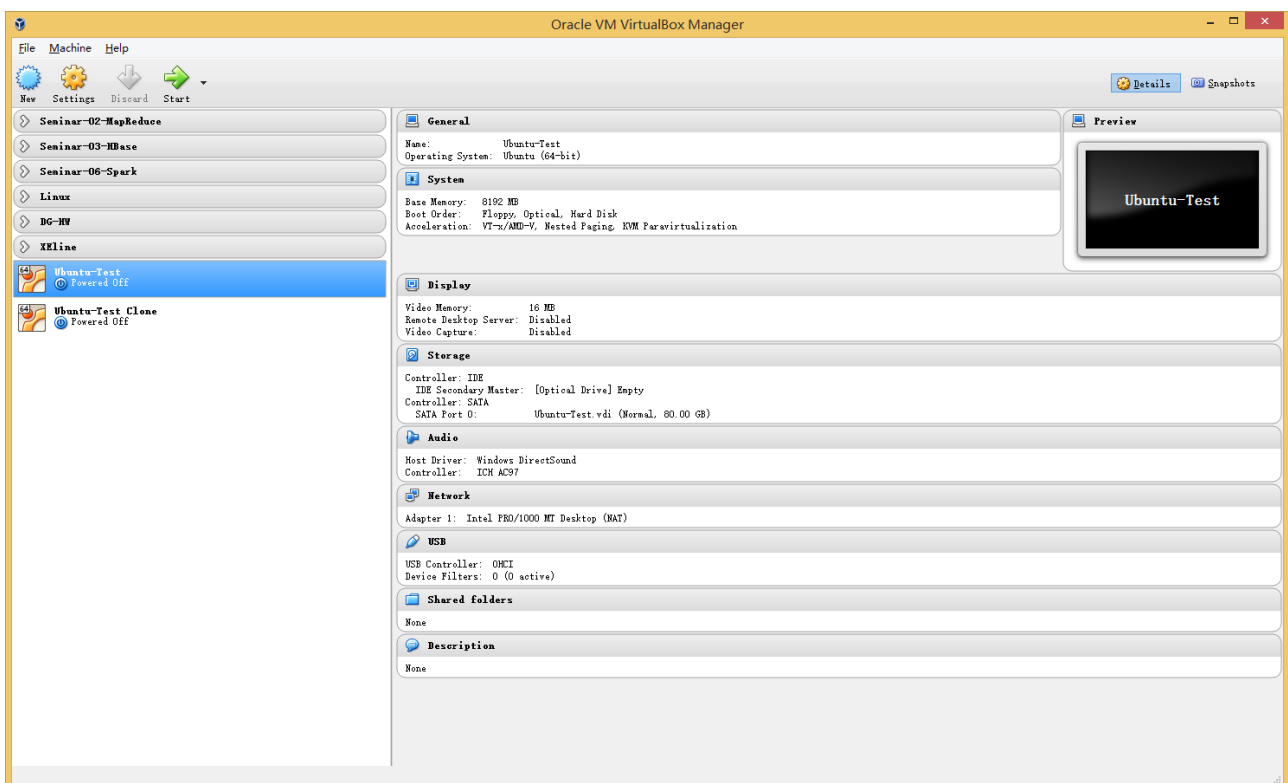 Oracle VM VirtualBox Manager
File Machine Help
New Settings Discard Start
Details Snapshots
Seminar-02-MapReduce
Seminar-03-HBase
Seminar-06-Spark
Linux
DG-HW
XEline
64 Ubuntu-Test
Powered Off
64 Ubuntu-Test Clone
Powered Off
General
Name: Ubuntu-Test
Operating System: Ubuntu (64-bit)
System
Base Memory: 8192 MB
Boot Order: Floppy, Optical, Hard Disk
Acceleration: VT-x/AMD-V, Nested Paging, KVM Paravirtualization
Preview
Ubuntu-Test
Display
Video Memory: 16 MB
Remote Desktop Server: Disabled
Video Capture: Disabled
Storage
Controller: IDE
IDE Secondary Master: [Optical Drive] Empty
Controller: SATA
SATA Port 0: Ubuntu-Test.vdi (Normal, 80.00 GB)
Audio
Host Driver: Windows DirectSound
Controller: ICH AC97
Network
Adapter 1: Intel PRO/1000 MT Desktop (NAT)
USB
USB Controller: OHCI
Device Filters: 0 (0 active)
Shared folders
None
Description
None